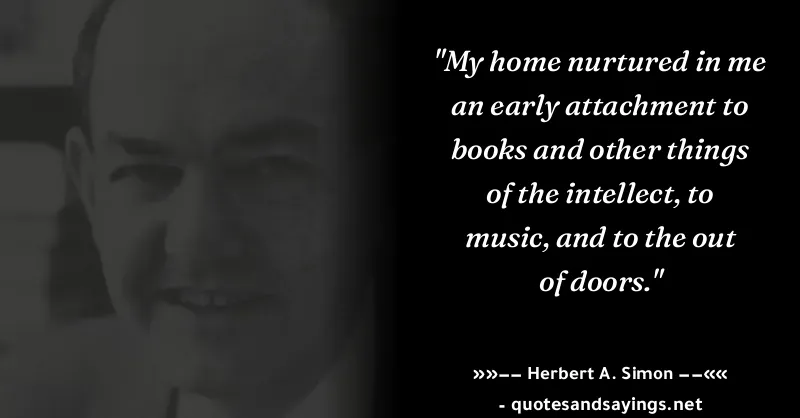 "My home nurtured in me
an early attachment to
books and other things
of the intellect, to
music, and to the out
of doors."
»»−− Herbert A. Simon −−««
- quotesandsayings.net